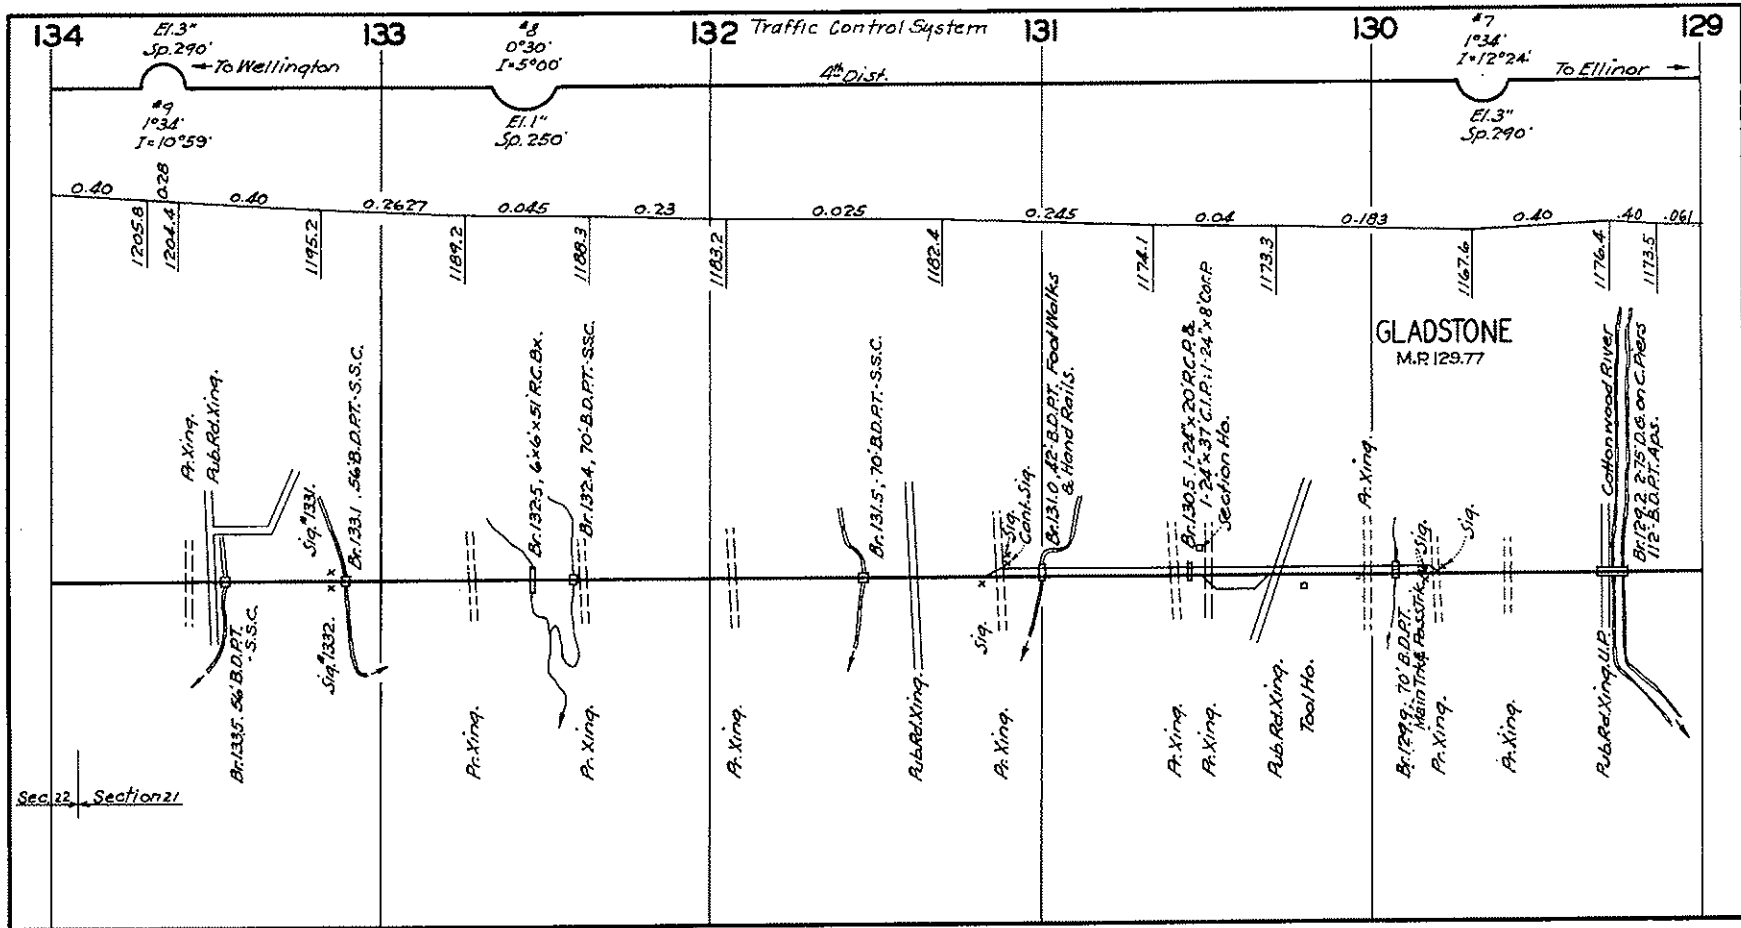 134
133
132
131
130
129
Traffic Control System
El.3"
Sp.290'
←To Wellington
#9
1°34'
I=10°59'
#8
0°30'
I=5°00'
El.1"
Sp.250'
4th Dist.
#7
1°34'
I=12°24'
To Ellinor →
El.3"
Sp.290'
0.40
0.28
0.40
0.2627
0.045
0.23
0.025
0.245
0.04
0.183
0.40
.40
.061
1205.8
1204.4
1195.2
1189.2
1188.3
1183.2
1182.4
1174.1
1173.3
1167.6
1176.4
1173.5
GLADSTONE
M.P. 129.77
Pr.Xing.
Pub.Rd.Xing.
Sig.#1331.
Br.133.1 .56'B.D.P.T.-S.S.C.
Br.132.5, 6'x6'x51' R.C.Bx.
Br.132.4, 70'-B.D.P.T.-S.S.C.
Br.131.5,-70'-B.D.P.T.-S.S.C.
Sig.
Cont.Sig.
Br.131.0, 42'-B.D.P.T. Foot Walks
& Hand Rails.
Br.130.5. 1-24"x20'R.C.P. &
1-24"x37'C.I.P.; 1-24"x8'Cor.P.
Section Ho.
Pr.Xing.
Sig.
Sig.
Cottonwood River
Br.129.2 2-75'D.G. on C.Piers
112'-B.D.P.T.Aps.
Br.133.5. 56'B.D.P.T.
-S.S.C.
Sig.#1332.
Pr.Xing.
Pr.Xing.
Pr.Xing.
Pub.Rd.Xing.
Sig.
Pr.Xing.
Pr.Xing.
Pr.Xing.
Pub.Rd.Xing.
Tool Ho.
Br.129.9,-70'B.D.P.T.
Main Trk.& Pass.Trk.
Pr.Xing.
Pr.Xing.
Pub.Rd.Xing.U.P.
Sec.22
Section 21